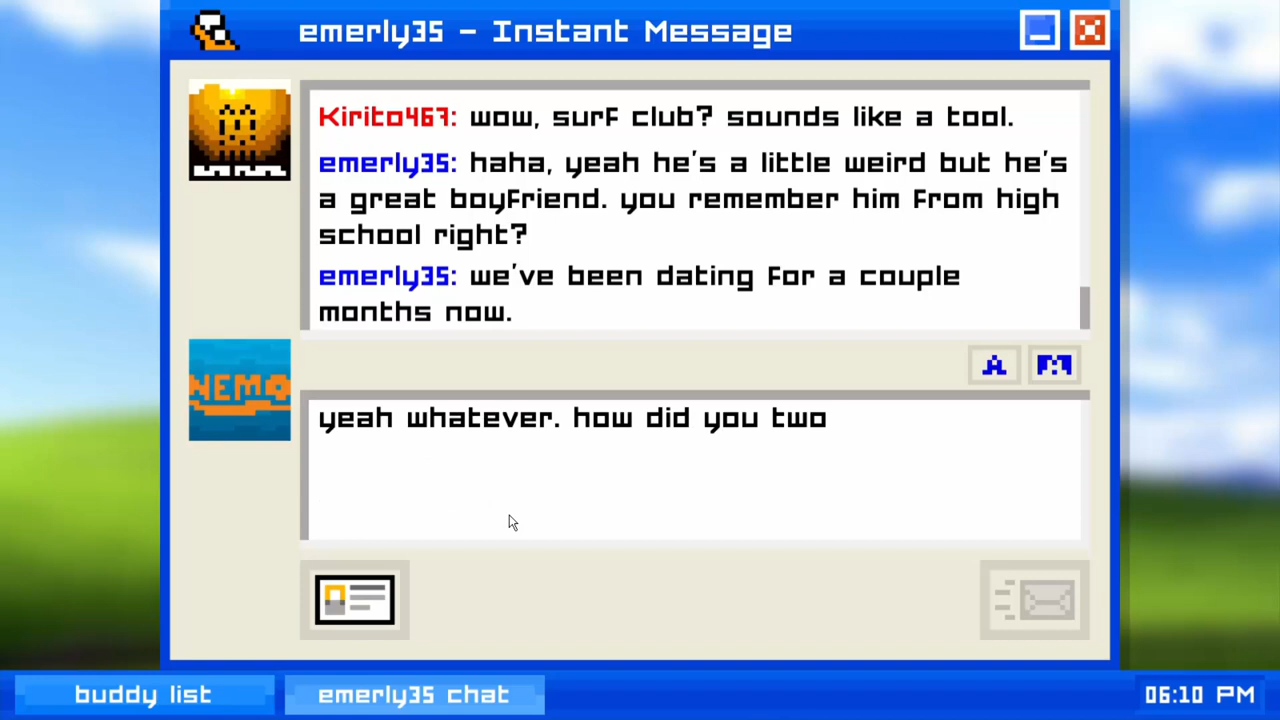 emerly35 - Instant Message
Kirito467: wow, surf club? sounds like a tool.
emerly35: haha, yeah he's a little weird but he's
a great boyfriend. you remember him from high
school right?
emerly35: we've been dating for a couple
months now.
A
NEMO
yeah whatever. how did you two
buddy list
emerly35 chat
06:10 PM